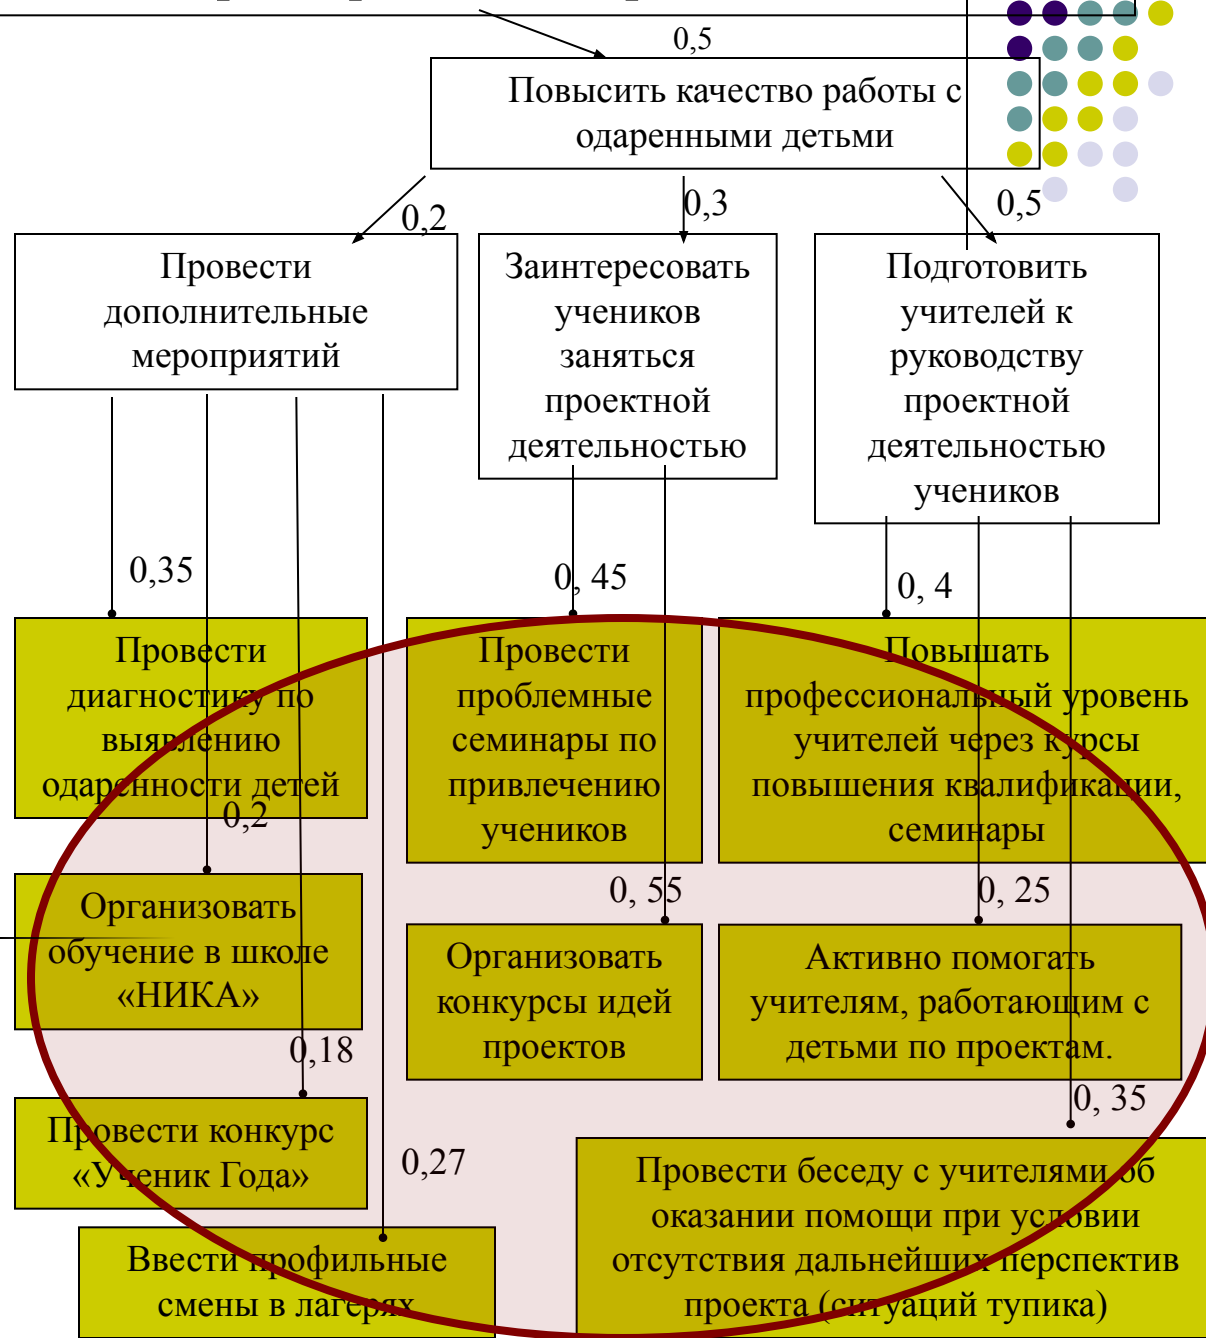 0,5
Повысить качество работы с
одаренными детьми
0,2
0,3
0,5
Провести
дополнительные
мероприятий
Заинтересовать
учеников
заняться
проектной
деятельностью
Подготовить
учителей к
руководству
проектной
деятельностью
учеников
0,35
0, 45
0, 4
Провести
диагностику по
выявлению
одаренности детей
Провести
проблемные
семинары по
привлечению
учеников
Повышать
профессиональный уровень
учителей через курсы
повышения квалификации,
семинары
0,2
0, 55
0, 25
Организовать
обучение в школе
«НИКА»
Организовать
конкурсы идей
проектов
Активно помогать
учителям, работающим с
детьми по проектам.
0,18
0, 35
Провести конкурс
«Ученик Года»
0,27
Провести беседу с учителями об
оказании помощи при условии
отсутствия дальнейших перспектив
проекта (ситуаций тупика)
Ввести профильные
смены в лагерях